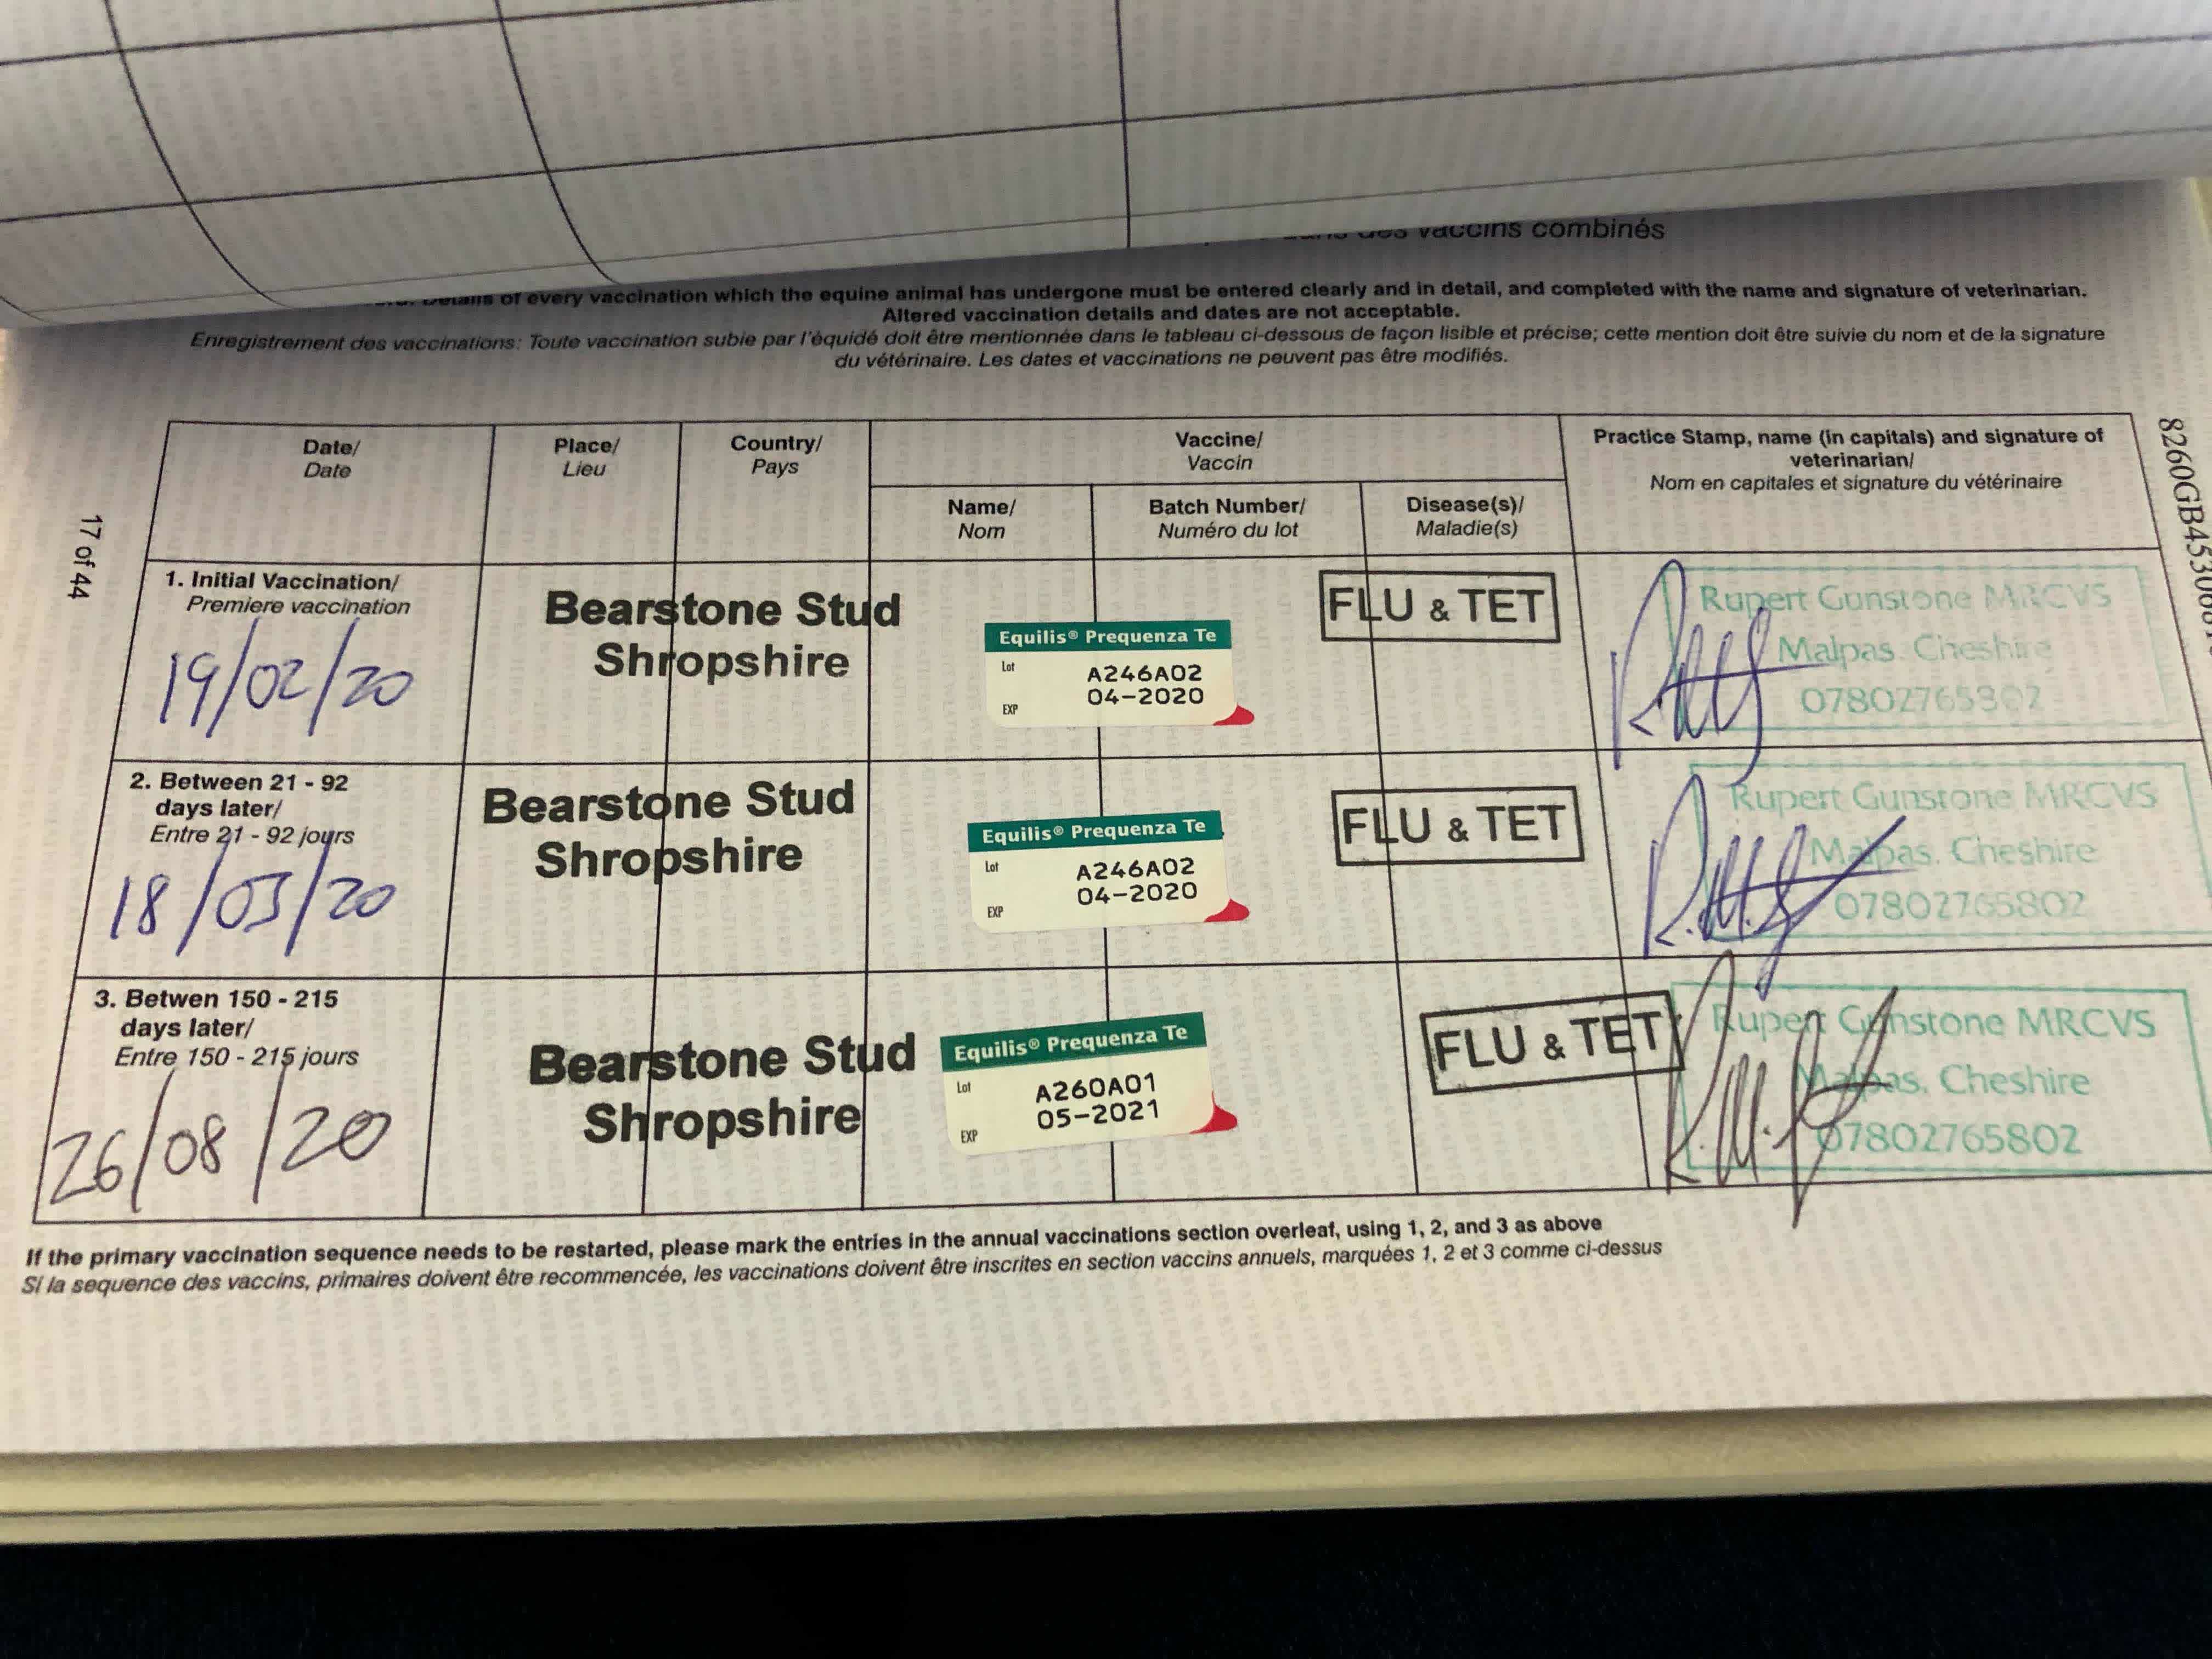 vaccins combinés
Details of every vaccination which the equine animal has undergone must be entered clearly and in detail, and completed with the name and signature of veterinarian.
Altered vaccination details and dates are not acceptable.
Enregistrement des vaccinations: Toute vaccination subie par l'équidé doit être mentionnée dans le tableau ci-dessous de façon lisible et précise; cette mention doit être suivie du nom et de la signature
du vétérinaire. Les dates et vaccinations ne peuvent pas être modifiés.
17 of 44
Date/
Date
Place/
Lieu
Country/
Pays
Vaccine/
Vaccin
Name/
Nom
Batch Number/
Numéro du lot
Disease(s)/
Maladie(s)
Practice Stamp, name (in capitals) and signature of
veterinarian/
Nom en capitales et signature du vétérinaire
1. Initial Vaccination/
Premiere vaccination
19/02/20
Bearstone Stud
Shropshire
Equilis® Prequenza Te
Lot A246A02
EXP 04-2020
FLU & TET
Rupert Gunstone MRCVS
Malpas. Cheshire
2. Between 21 - 92
days later/
Entre 21 - 92 jours
18/03/20
Bearstone Stud
Shropshire
Equilis® Prequenza Te
Lot A246A02
EXP 04-2020
FLU & TET
Rupert Gunstone MRCVS
Malpas. Cheshire
07802765802
3. Betwen 150 - 215
days later/
Entre 150 - 215 jours
26/08/20
Bearstone Stud
Shropshire
Equilis® Prequenza Te
Lot A260A01
EXP 05-2021
FLU & TET
Rupert Gunstone MRCVS
Malpas. Cheshire
07802765802
If the primary vaccination sequence needs to be restarted, please mark the entries in the annual vaccinations section overleaf, using 1, 2, and 3 as above
Si la sequence des vaccins, primaires doivent être recommencée, les vaccinations doivent être inscrites en section vaccins annuels, marquées 1, 2 et 3 comme ci-dessus